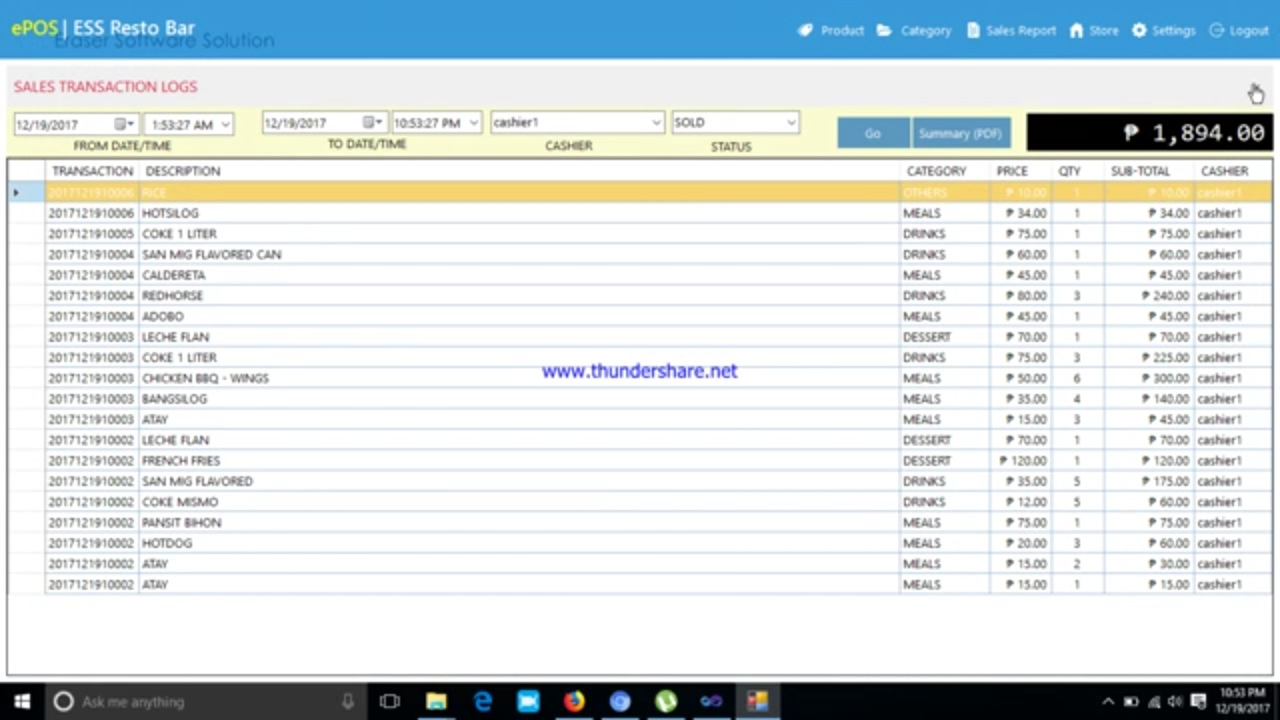 ePOS | ESS Resto Bar
Eraser Software Solution
Product Category Sales Report Store Settings Logout
SALES TRANSACTION LOGS
12/19/2017 1:53:27 AM 12/19/2017 10:53:27 PM cashier1 SOLD Go Summary (PDF) ₱ 1,894.00
FROM DATE/TIME TO DATE/TIME CASHIER STATUS
TRANSACTION DESCRIPTION CATEGORY PRICE QTY SUB-TOTAL CASHIER
2017121910006 RICE OTHERS ₱ 10.00 1 ₱ 10.00 cashier1
2017121910006 HOTSILOG MEALS ₱ 34.00 1 ₱ 34.00 cashier1
2017121910005 COKE 1 LITER DRINKS ₱ 75.00 1 ₱ 75.00 cashier1
2017121910004 SAN MIG FLAVORED CAN DRINKS ₱ 60.00 1 ₱ 60.00 cashier1
2017121910004 CALDERETA MEALS ₱ 45.00 1 ₱ 45.00 cashier1
2017121910004 REDHORSE DRINKS ₱ 80.00 3 ₱ 240.00 cashier1
2017121910004 ADOBO MEALS ₱ 45.00 1 ₱ 45.00 cashier1
2017121910003 LECHE FLAN DESSERT ₱ 70.00 1 ₱ 70.00 cashier1
2017121910003 COKE 1 LITER DRINKS ₱ 75.00 3 ₱ 225.00 cashier1
www.thundershare.net
2017121910003 CHICKEN BBQ - WINGS MEALS ₱ 50.00 6 ₱ 300.00 cashier1
2017121910003 BANGSILOG MEALS ₱ 35.00 4 ₱ 140.00 cashier1
2017121910003 ATAY MEALS ₱ 15.00 3 ₱ 45.00 cashier1
2017121910002 LECHE FLAN DESSERT ₱ 70.00 1 ₱ 70.00 cashier1
2017121910002 FRENCH FRIES DESSERT ₱ 120.00 1 ₱ 120.00 cashier1
2017121910002 SAN MIG FLAVORED DRINKS ₱ 35.00 5 ₱ 175.00 cashier1
2017121910002 COKE MISMO DRINKS ₱ 12.00 5 ₱ 60.00 cashier1
2017121910002 PANSIT BIHON MEALS ₱ 75.00 1 ₱ 75.00 cashier1
2017121910002 HOTDOG MEALS ₱ 20.00 3 ₱ 60.00 cashier1
2017121910002 ATAY MEALS ₱ 15.00 2 ₱ 30.00 cashier1
2017121910002 ATAY MEALS ₱ 15.00 1 ₱ 15.00 cashier1
Ask me anything
10:53 PM
12/19/2017